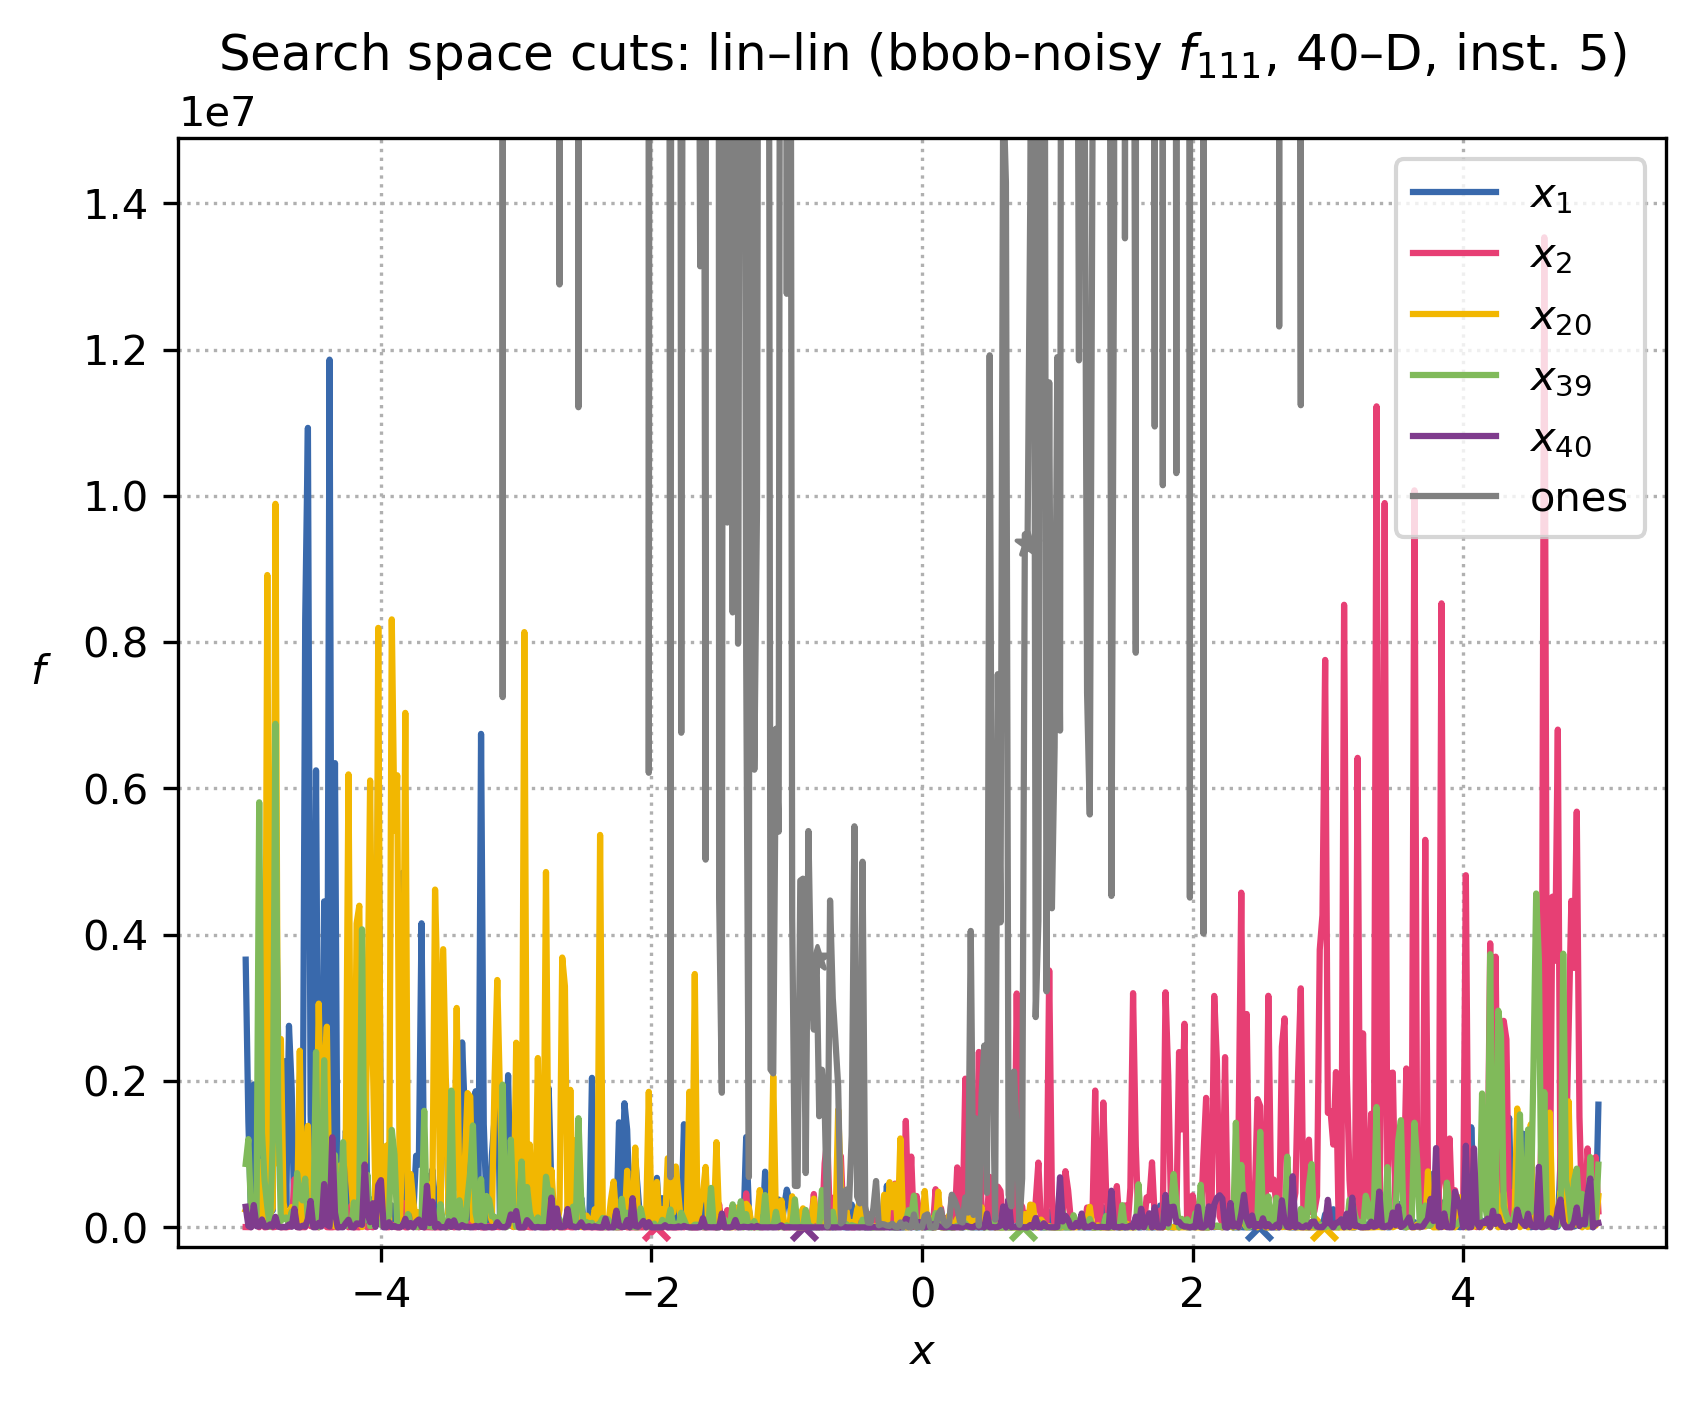 Search space cuts: lin–lin (bbob-noisy f₁₁₁, 40–D, inst. 5)
1e7
1.4
1.2
1.0
0.8
0.6
0.4
0.2
0.0
f
−4
−2
0
2
4
x
x₁
x₂
x₂₀
x₃₉
x₄₀
ones